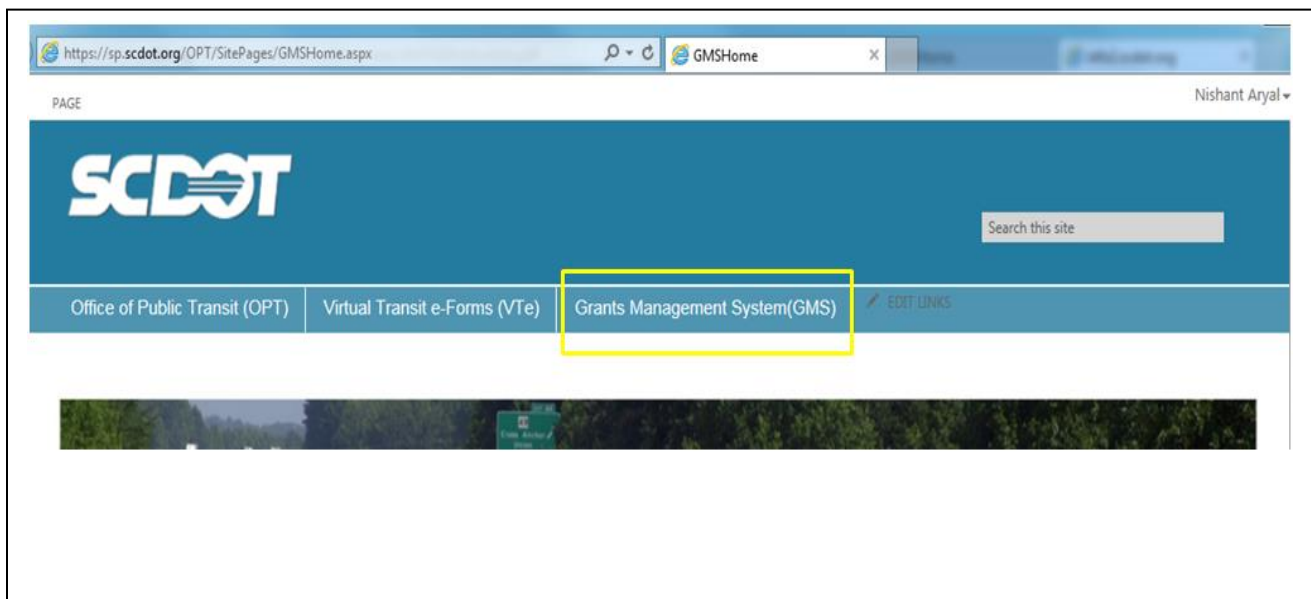 https://sp.scdot.org/OPT/SitePages/GMSHome.aspx
GMSHome
PAGE
Nishant Aryal
SCDOT
Search this site
Office of Public Transit (OPT)
Virtual Transit e-Forms (VTe)
Grants Management System(GMS)
EDIT LINKS